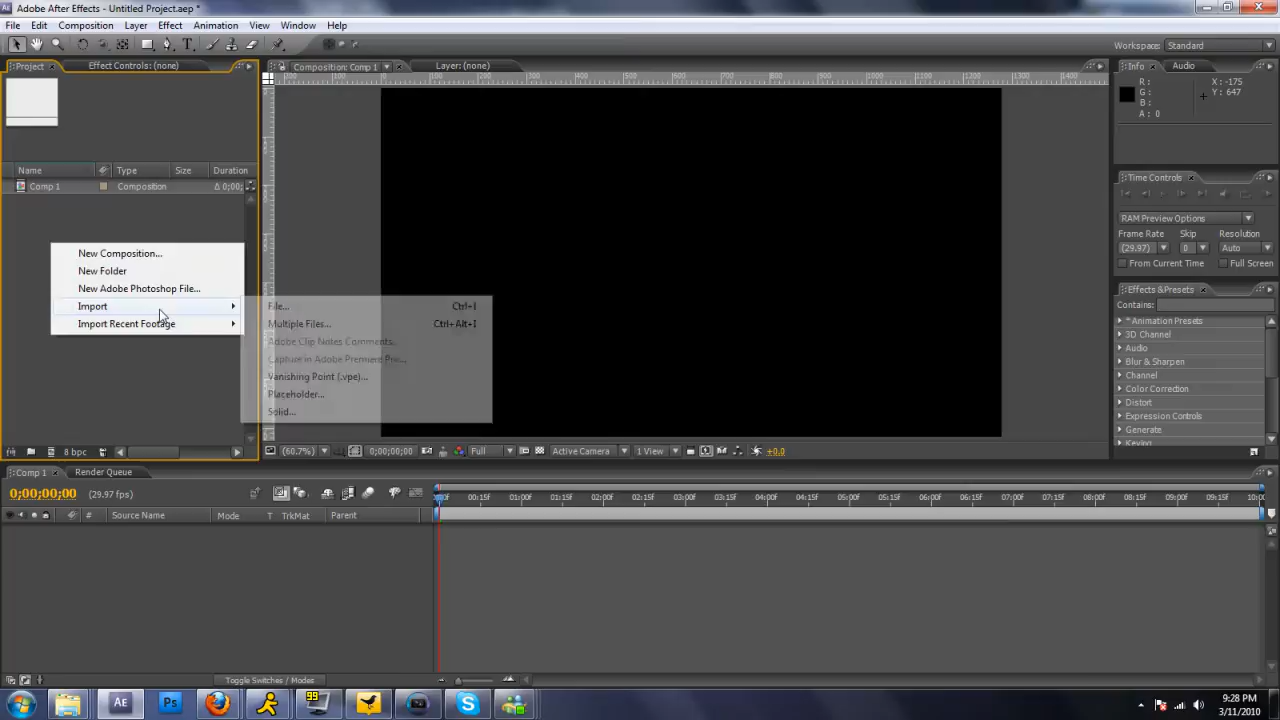 Adobe After Effects - Untitled Project.aep *
File Edit Composition Layer Effect Animation View Window Help
Workspace: Standard
Project Effect Controls: (none)
Composition: Comp 1 Layer: (none)
Info Audio
R: X: -175
G: Y: 647
B:
A: 0
Name Type Size Duration
Comp 1 Composition Δ 0;00;
Time Controls
RAM Preview Options
Frame Rate Skip Resolution
(29.97) 0 Auto
From Current Time Full Screen
New Composition...
New Folder
New Adobe Photoshop File...
Import
Import Recent Footage
File... Ctrl+I
Multiple Files... Ctrl+Alt+I
Adobe Clip Notes Comments...
Capture in Adobe Premiere Pro...
Vanishing Point (.vpe)...
Placeholder...
Solid...
Effects & Presets
Contains:
* Animation Presets
3D Channel
Audio
Blur & Sharpen
Channel
Color Correction
Distort
Expression Controls
Generate
Keying
8 bpc
(60.7%) 0;00;00;00 Full Active Camera 1 View +0.0
Comp 1 Render Queue
0;00;00;00 (29.97 fps)
00:15f 01:00f 01:15f 02:00f 02:15f 03:00f 03:15f 04:00f 04:15f 05:00f 05:15f 06:00f 06:15f 07:00f 07:15f 08:00f 08:15f 09:00f 09:15f 10:00
# Source Name Mode T TrkMat Parent
Toggle Switches / Modes
Ae Ps 99
9:28 PM
3/11/2010